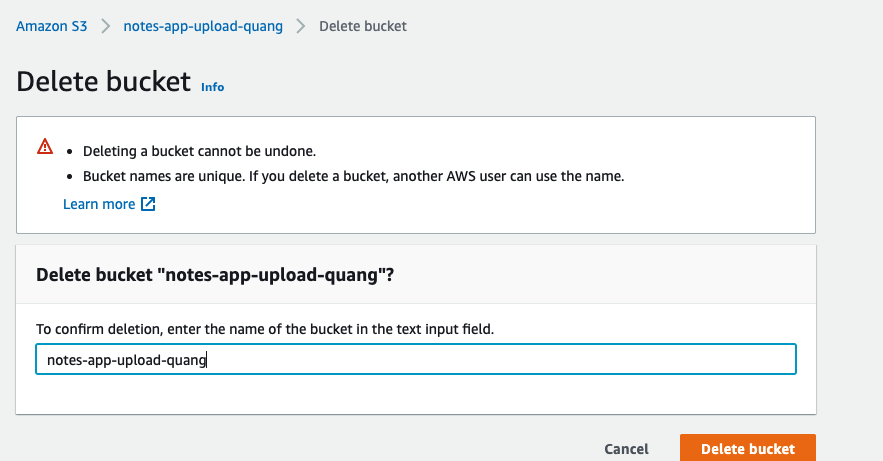 Amazon S3 > notes-app-upload-quang > Delete bucket
Delete bucket Info
• Deleting a bucket cannot be undone.
• Bucket names are unique. If you delete a bucket, another AWS user can use the name.
Learn more
Delete bucket "notes-app-upload-quang"?
To confirm deletion, enter the name of the bucket in the text input field.
notes-app-upload-quang
Cancel Delete bucket